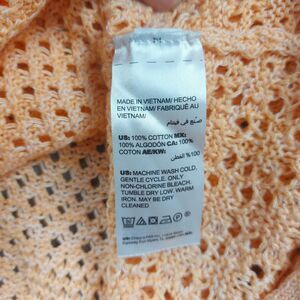 M
MADE IN VIETNAM/ HECHO
EN VIETNAM/ FABRIQUÉ AU
VIETNAM/
صنع في فيتنام
US: 100% COTTON MX:
100% ALGODÓN CA: 100%
COTON AE/KW:
100% القطن
US: MACHINE WASH COLD,
GENTLE CYCLE. ONLY
NON-CHLORINE BLEACH.
TUMBLE DRY LOW. WARM
IRON. MAY BE DRY
CLEANED